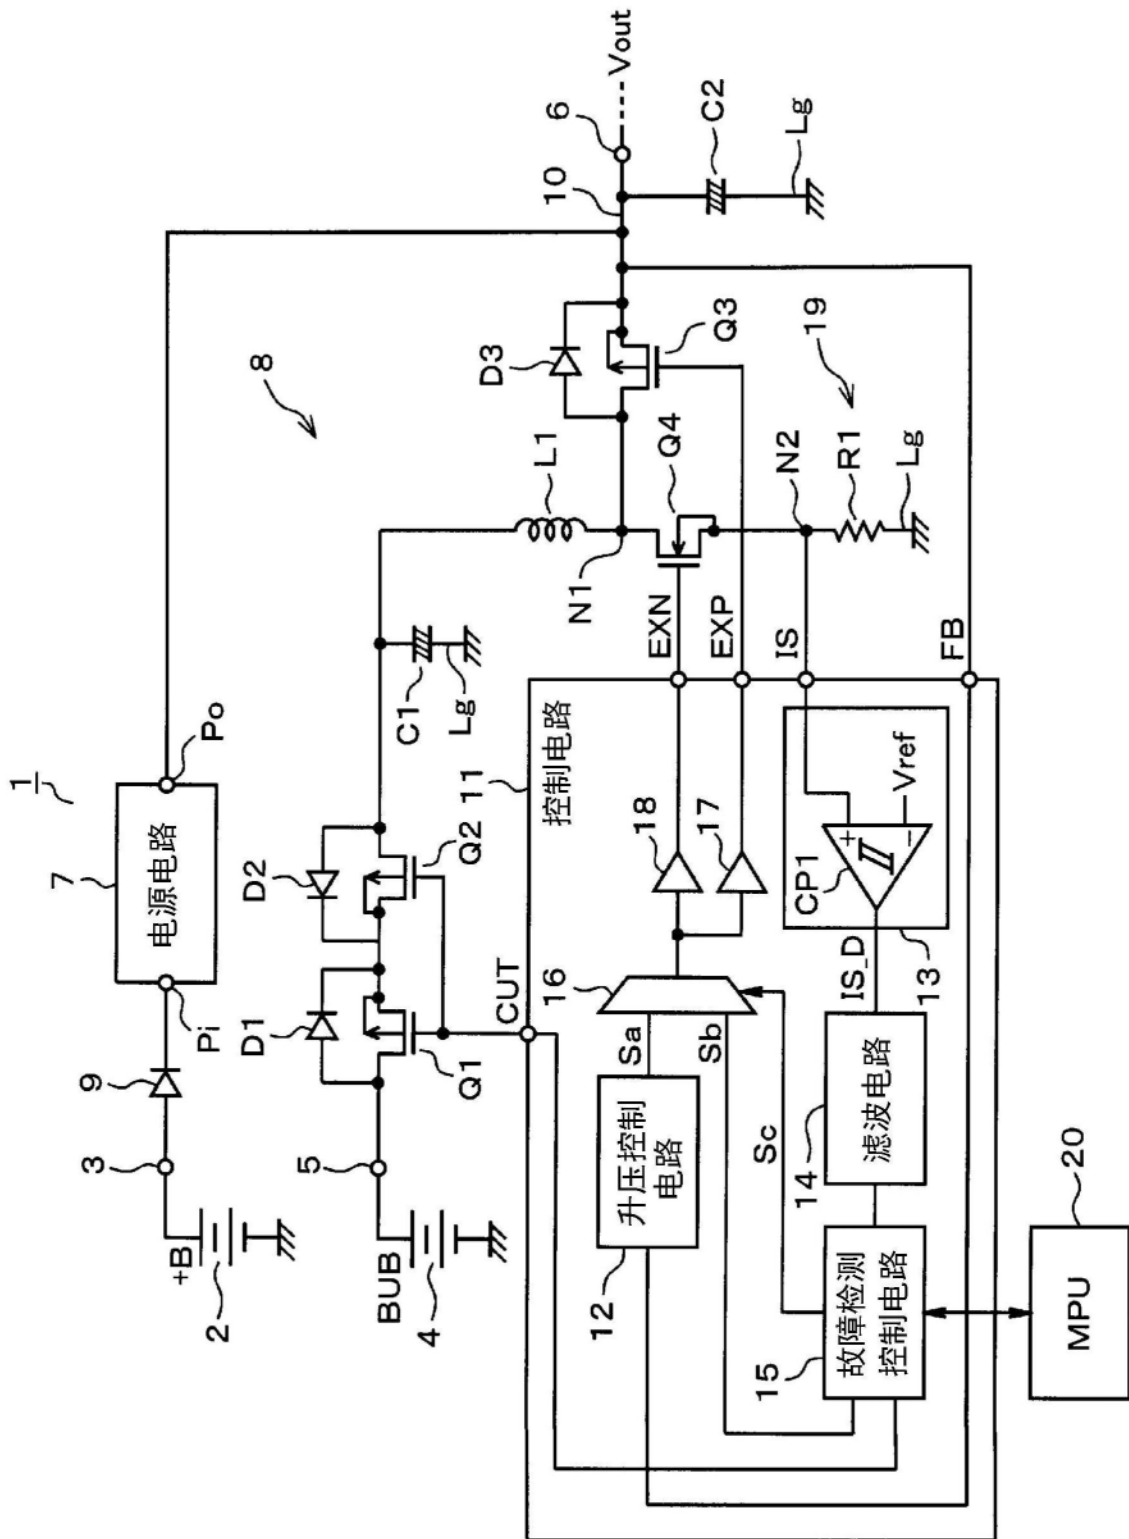 1
+B
2
3
9
Pi
7
电源电路
Po
8
BUB
4
5
D1
Q1
D2
Q2
C1
Lg
L1
N1
D3
Q3
10
6
Vout
C2
Lg
CUT
11
控制电路
EXN
Q4
EXP
IS
N2
19
R1
Lg
FB
12
升压控制
电路
Sa
Sb
16
18
17
Sc
15
故障检测
控制电路
14
滤波电路
IS_D
13
CP1
+
−
Vref
MPU
20